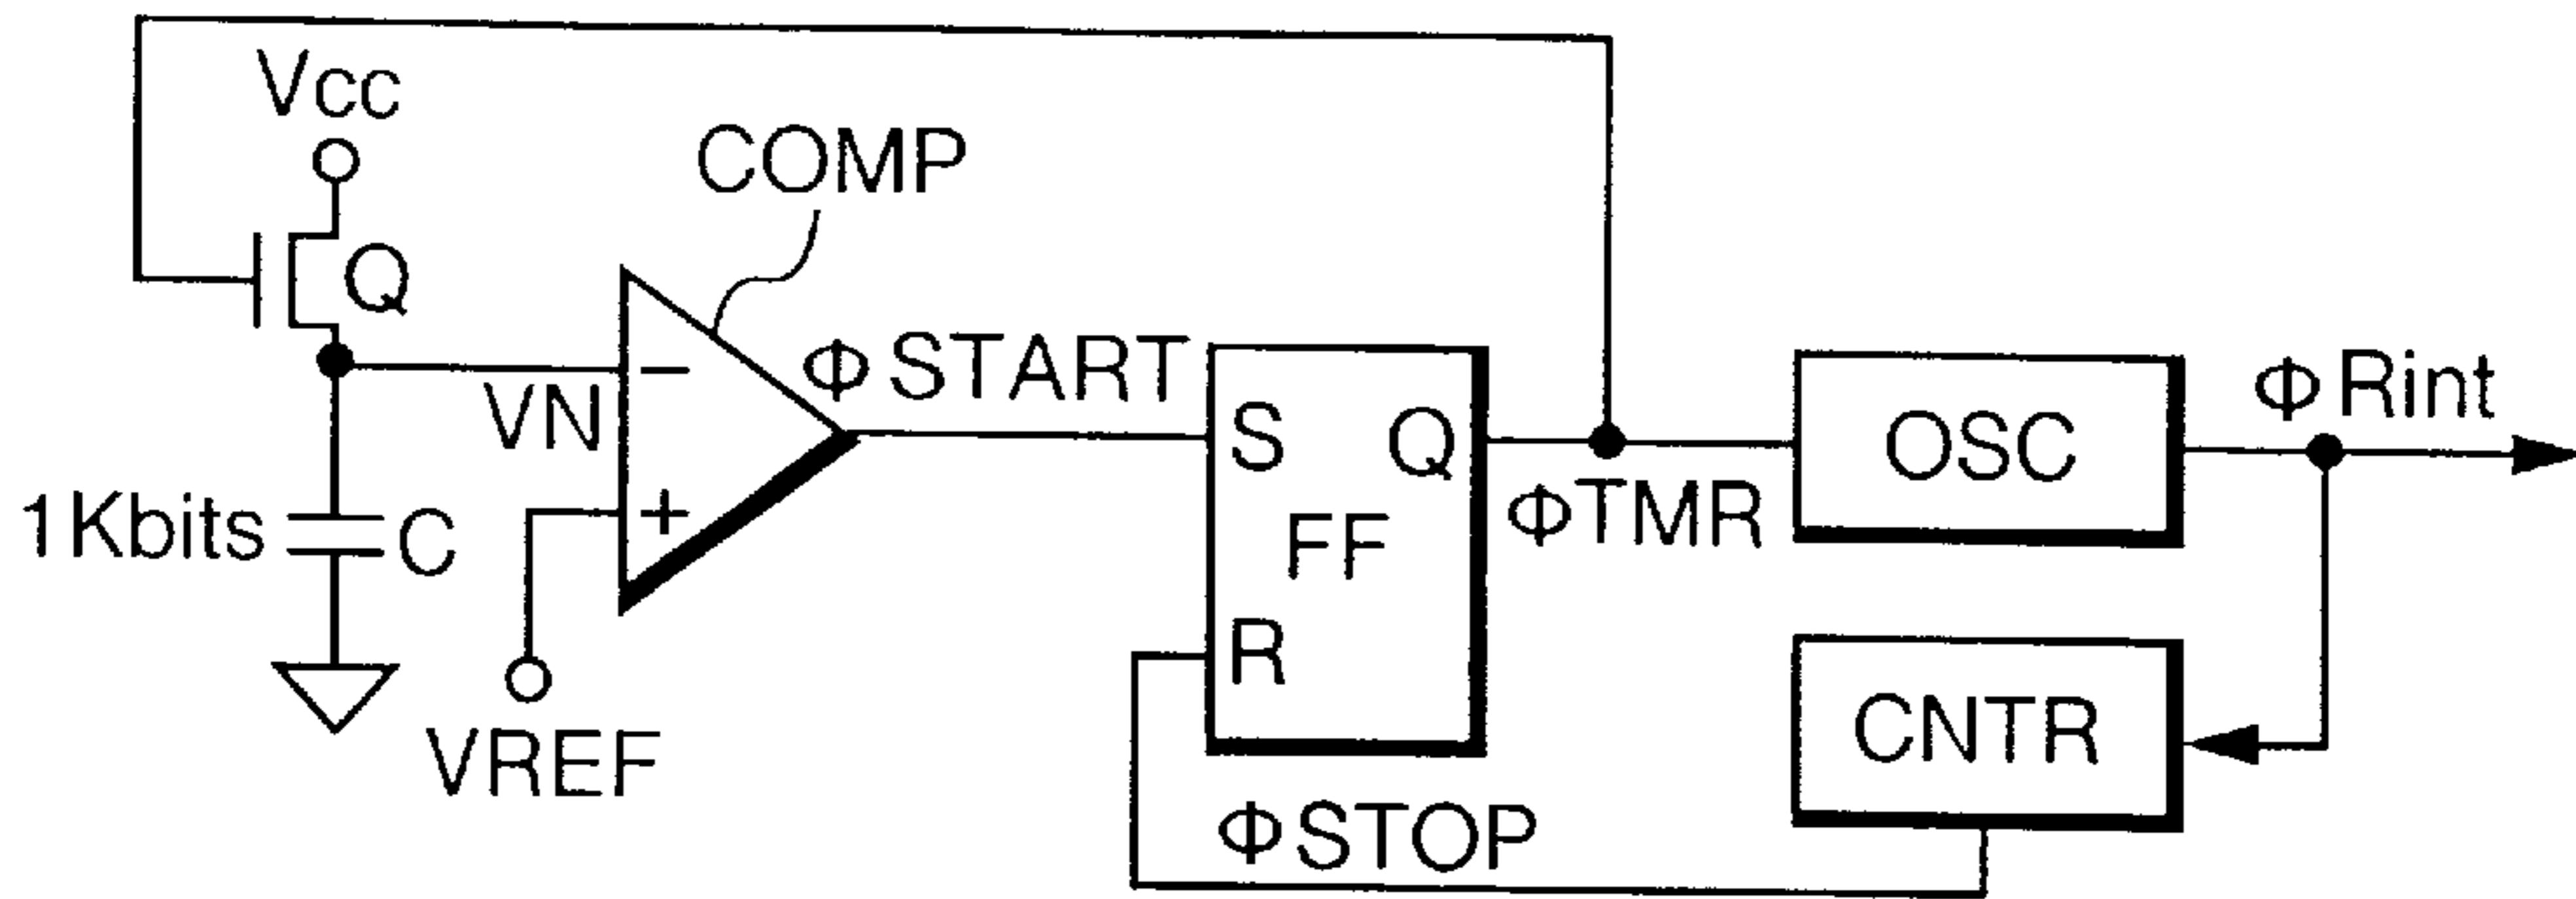 Vcc
COMP
Q
ΦSTART
ΦRint
VN
−
S
Q
OSC
1Kbits
C
+
FF
ΦTMR
R
CNTR
VREF
ΦSTOP